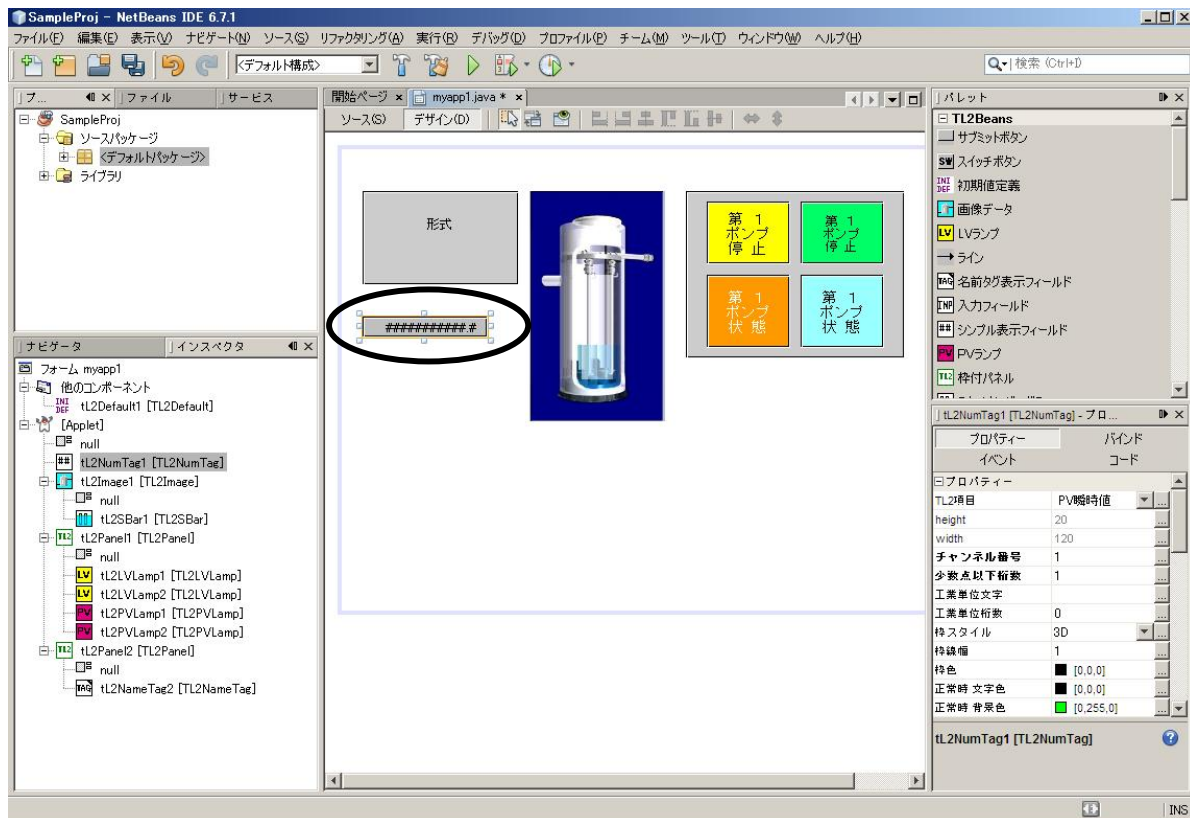 SampleProj - NetBeans IDE 6.7.1
ファイル(F) 編集(E) 表示(V) ナビゲート(N) ソース(S) リファクタリング(A) 実行(R) デバッグ(D) プロファイル(P) チーム(M) ツール(T) ウィンドウ(W) ヘルプ(H)
<デフォルト構成>
検索 (Ctrl+I)
プ... ファイル サービス
SampleProj
ソースパッケージ
<デフォルトパッケージ>
ライブラリ
ナビゲータ インスペクタ
フォーム myapp1
他のコンポーネント
tL2Default1 [TL2Default]
[Applet]
null
tL2NumTag1 [TL2NumTag]
tL2Image1 [TL2Image]
null
tL2SBar1 [TL2SBar]
tL2Panel1 [TL2Panel]
null
tL2LVLamp1 [TL2LVLamp]
tL2LVLamp2 [TL2LVLamp]
tL2PVLamp1 [TL2PVLamp]
tL2PVLamp2 [TL2PVLamp]
tL2Panel2 [TL2Panel]
null
tL2NameTag2 [TL2NameTag]
開始ページ myapp1.java *
ソース(S) デザイン(D)
形式
###########.#
第 1
ポンプ
停 止
第 1
ポンプ
停 止
第 1
ポンプ
状 態
第 1
ポンプ
状 態
パレット
TL2Beans
サブミットボタン
SW スイッチボタン
INI DEF 初期値定義
画像データ
LV LVランプ
ライン
TAG 名前タグ表示フィールド
INP 入力フィールド
## シンプル表示フィールド
PV PVランプ
TL2 枠付パネル
tL2NumTag1 [TL2NumTag] - プロ...
プロパティー バインド
イベント コード
プロパティー
TL2項目 PV瞬時値
height 20
width 120
チャンネル番号 1
少数点以下桁数 1
工業単位文字
工業単位桁数 0
枠スタイル 3D
枠線幅 1
枠色 [0,0,0]
正常時 文字色 [0,0,0]
正常時 背景色 [0,255,0]
tL2NumTag1 [TL2NumTag]
INS